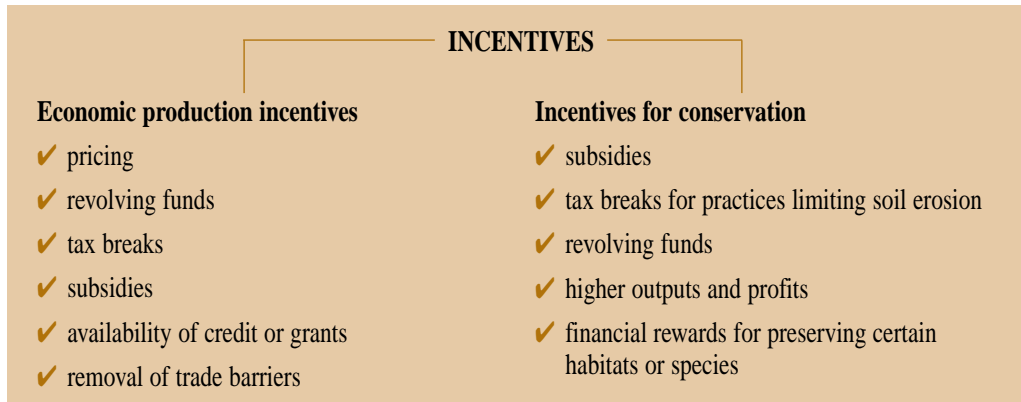 INCENTIVES
Economic production incentives
✔ pricing
✔ revolving funds
✔ tax breaks
✔ subsidies
✔ availability of credit or grants
✔ removal of trade barriers
Incentives for conservation
✔ subsidies
✔ tax breaks for practices limiting soil erosion
✔ revolving funds
✔ higher outputs and profits
✔ financial rewards for preserving certain
habitats or species